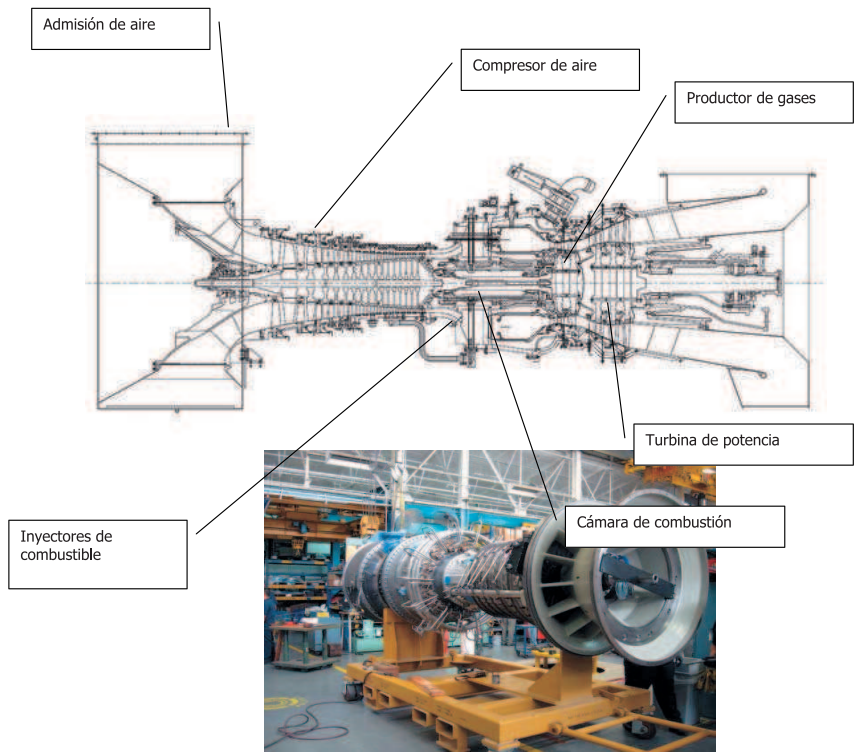 Admisión de aire
Compresor de aire
Productor de gases
Turbina de potencia
Cámara de combustión
Inyectores de
combustible